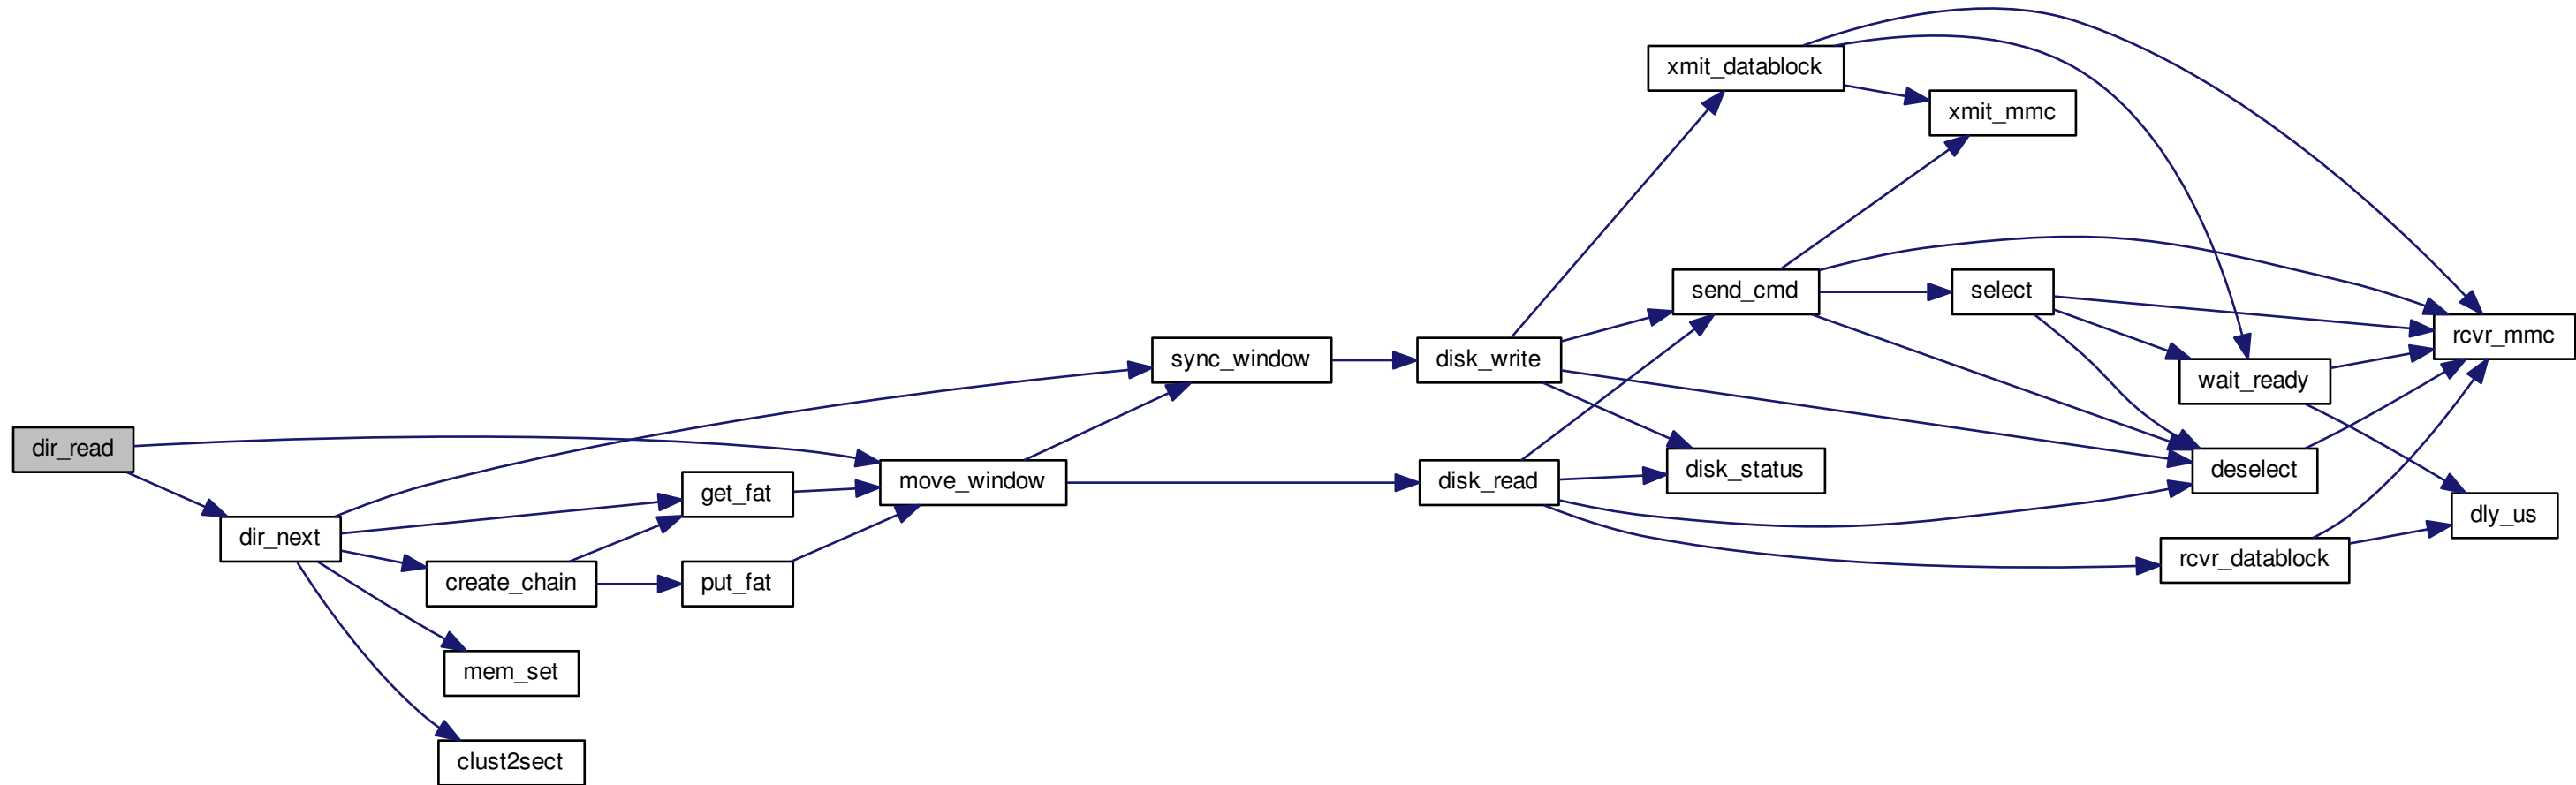 dir_read
dir_next
create_chain
mem_set
clust2sect
get_fat
put_fat
move_window
sync_window
disk_write
disk_read
xmit_datablock
send_cmd
disk_status
xmit_mmc
select
wait_ready
deselect
rcvr_datablock
rcvr_mmc
dly_us